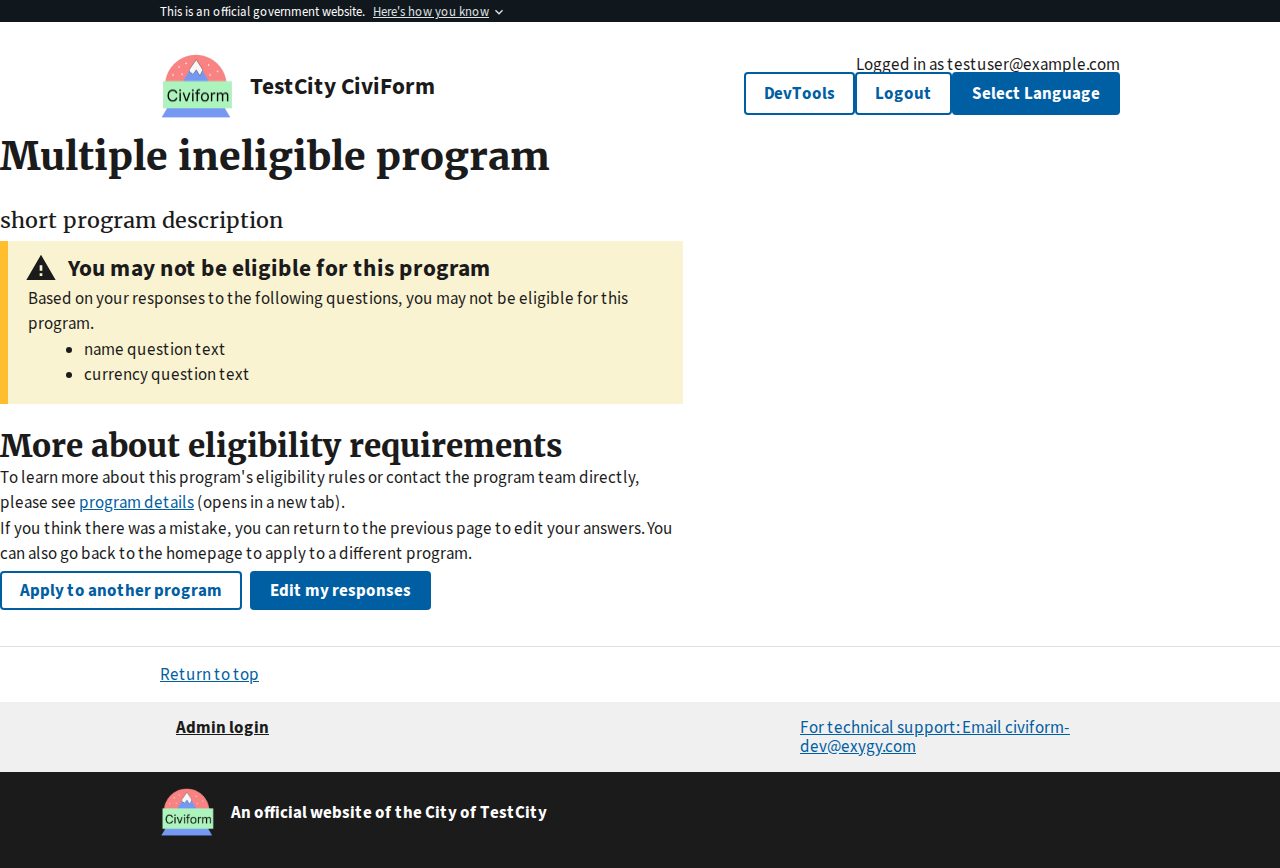 This is an official government website. Here's how you know
Civiform
TestCity CiviForm
Logged in as testuser@example.com
DevTools
Logout
Select Language
Multiple ineligible program
short program description
You may not be eligible for this program
Based on your responses to the following questions, you may not be eligible for this
program.
name question text
currency question text
More about eligibility requirements
To learn more about this program's eligibility rules or contact the program team directly,
please see program details (opens in a new tab).
If you think there was a mistake, you can return to the previous page to edit your answers. You
can also go back to the homepage to apply to a different program.
Apply to another program
Edit my responses
Return to top
Admin login
For technical support: Email civiform-
dev@exygy.com
Civiform
An official website of the City of TestCity